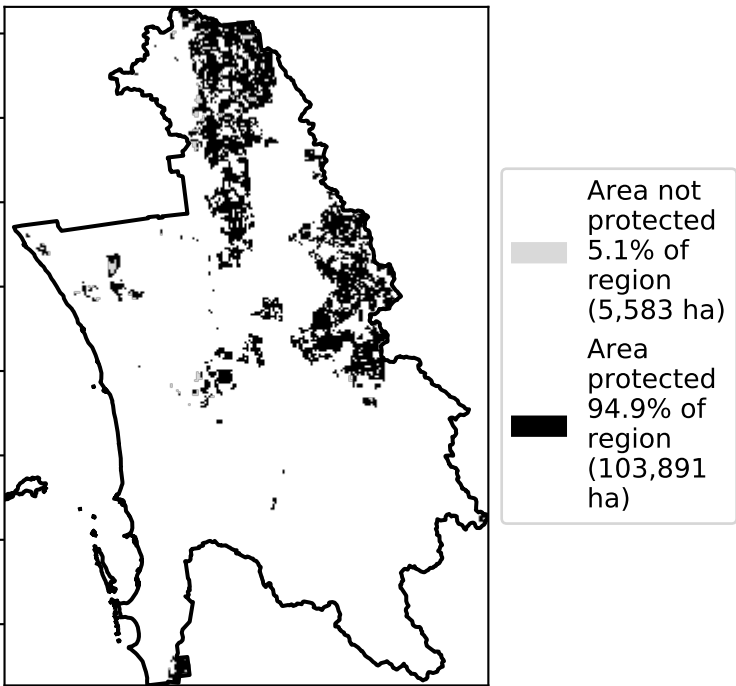 Area not
protected
5.1% of
region
(5,583 ha)
Area
protected
94.9% of
region
(103,891
ha)